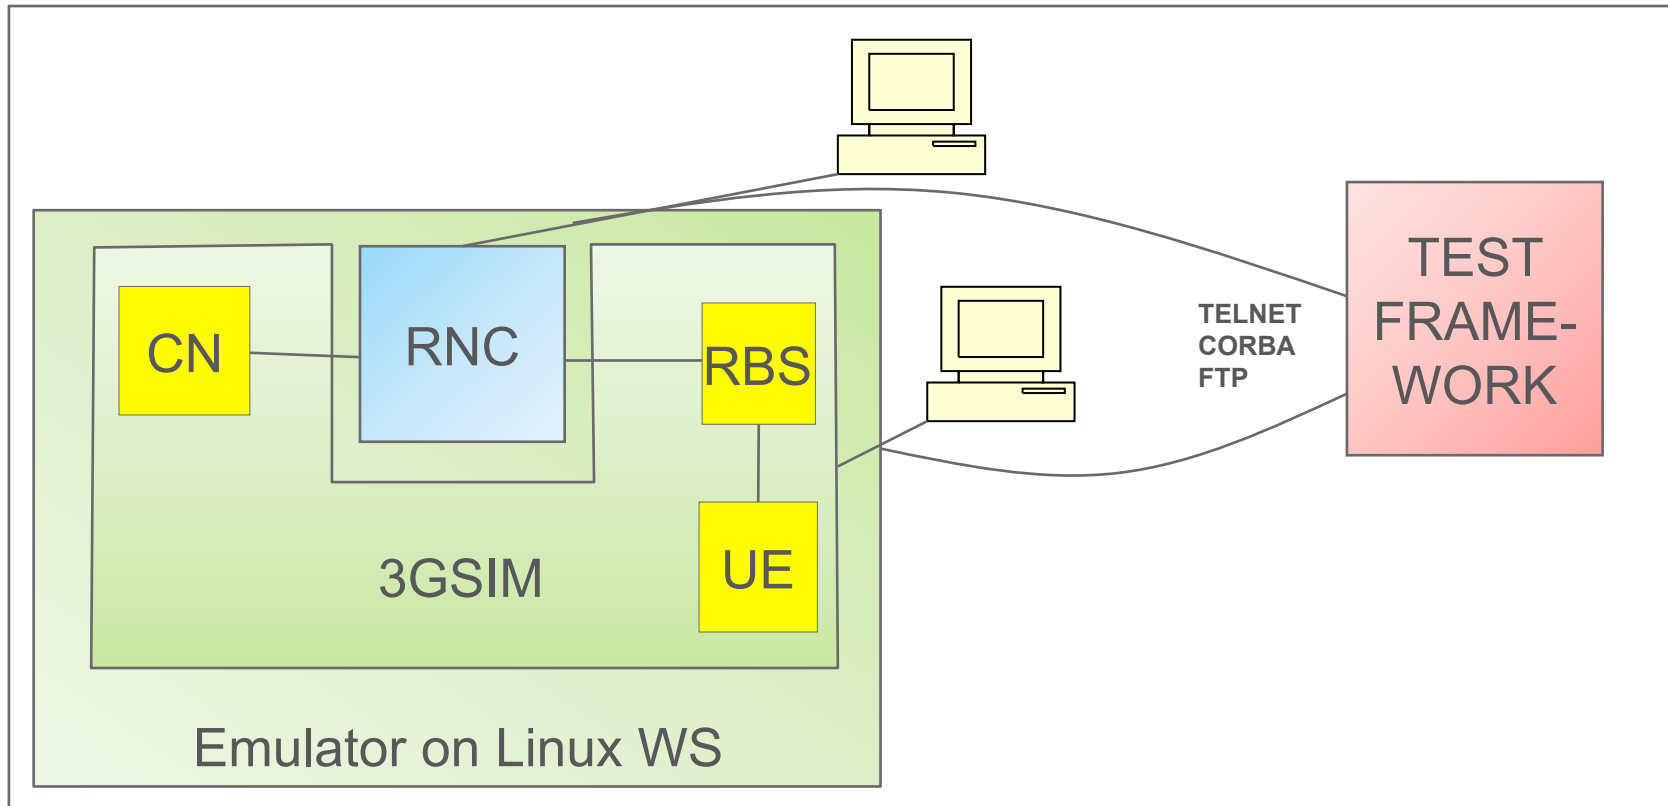 CN
RNC
RBS
UE
3GSIM
Emulator on Linux WS
TELNET
CORBA
FTP
TEST
FRAME-
WORK